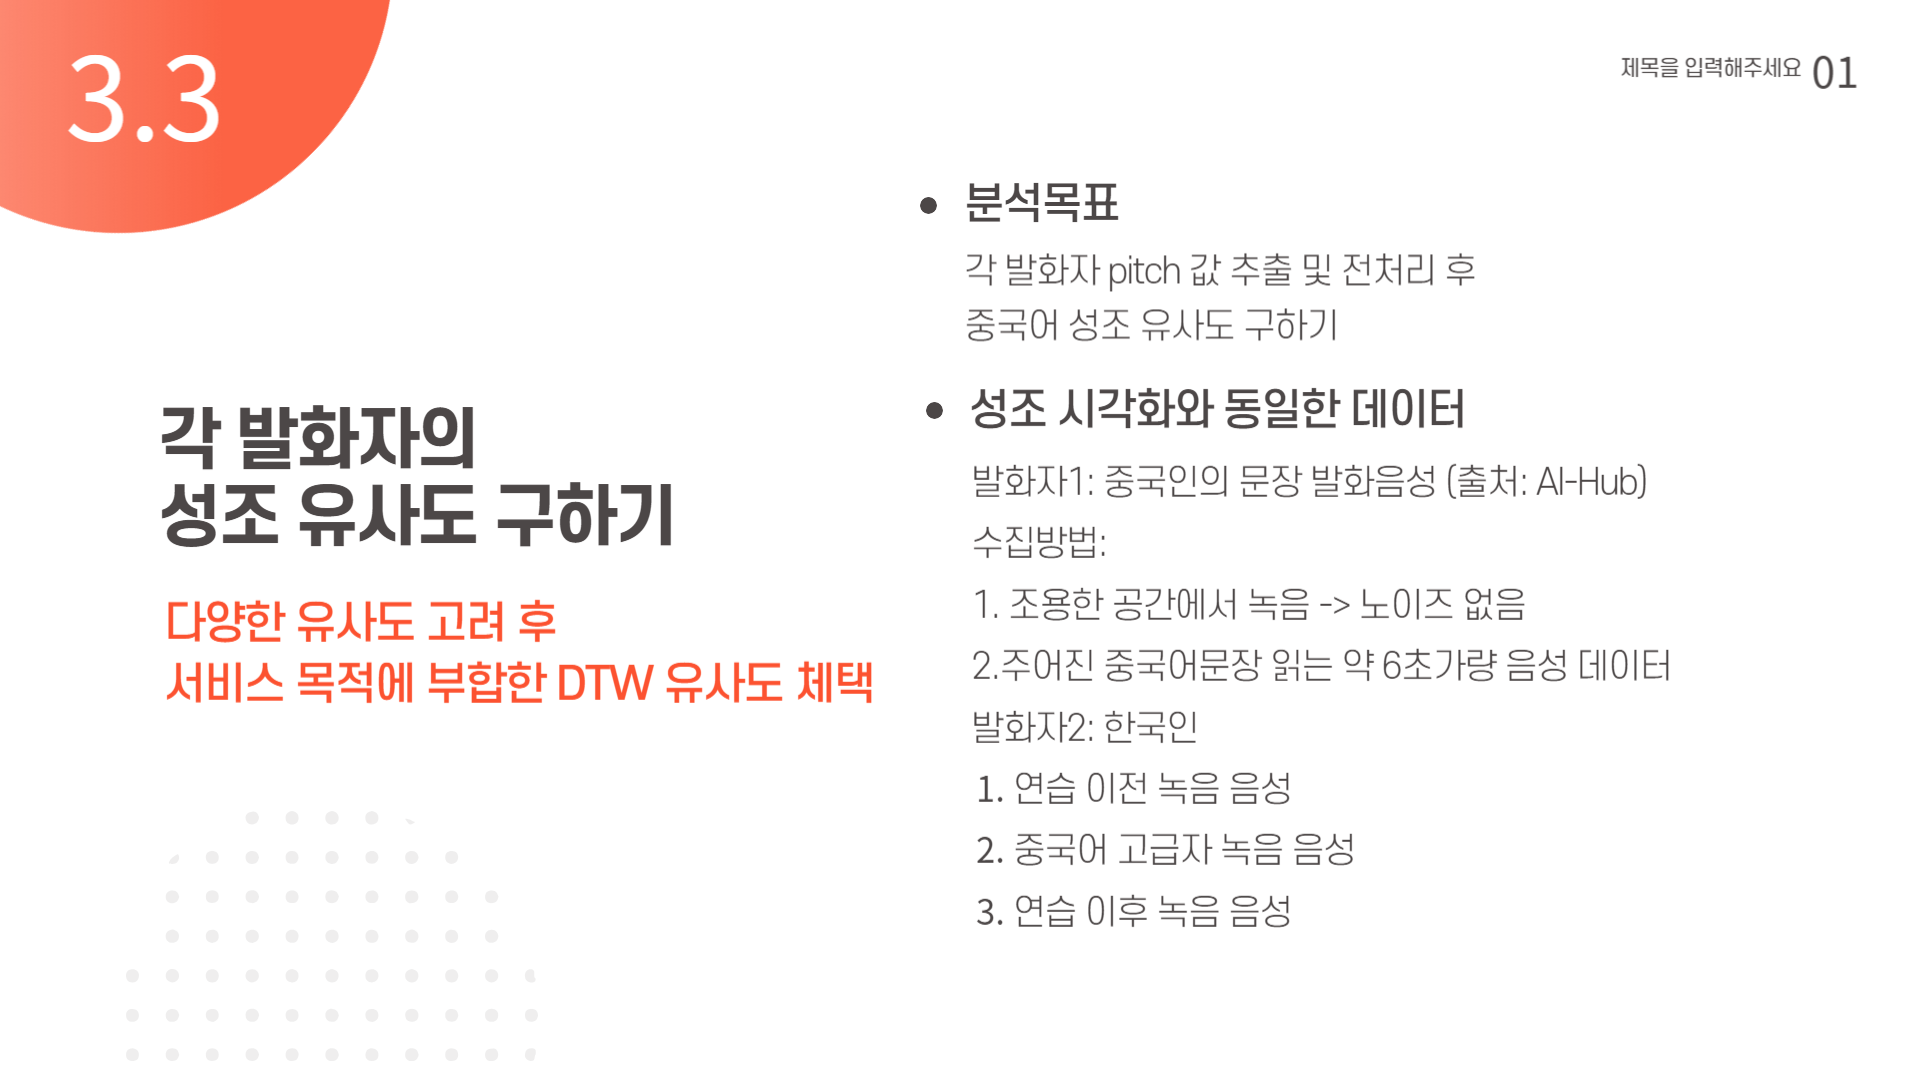 3.3
제목을 입력해주세요 01
각 발화자의
성조 유사도 구하기
다양한 유사도 고려 후
서비스 목적에 부합한 DTW 유사도 체택
• 분석목표
각 발화자 pitch 값 추출 및 전처리 후
중국어 성조 유사도 구하기
• 성조 시각화와 동일한 데이터
발화자1: 중국인의 문장 발화음성 (출처: AI-Hub)
수집방법:
1. 조용한 공간에서 녹음 -> 노이즈 없음
2.주어진 중국어문장 읽는 약 6초가량 음성 데이터
발화자2: 한국인
1. 연습 이전 녹음 음성
2. 중국어 고급자 녹음 음성
3. 연습 이후 녹음 음성